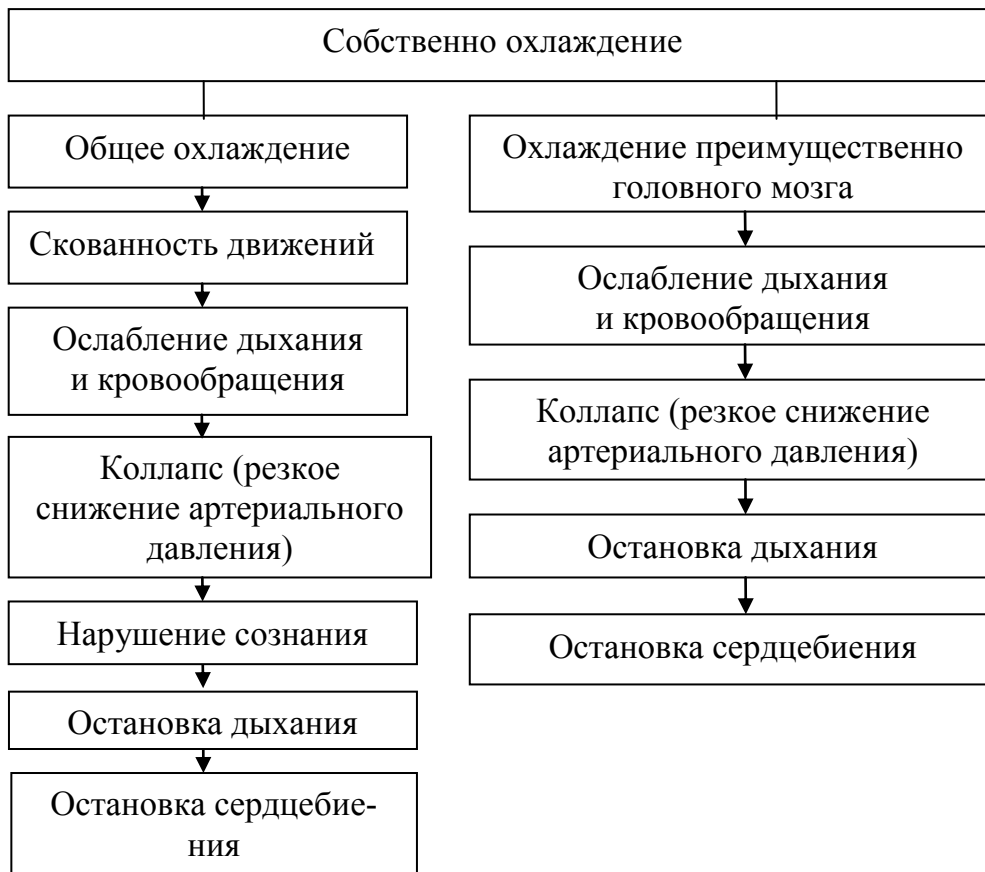 Собственно охлаждение
Общее охлаждение
Скованность движений
Ослабление дыхания
и кровообращения
Коллапс (резкое
снижение артериального
давления)
Нарушение сознания
Остановка дыхания
Остановка сердцебие-
ния
Охлаждение преимущественно
головного мозга
Ослабление дыхания
и кровообращения
Коллапс (резкое снижение
артериального давления)
Остановка дыхания
Остановка сердцебиения